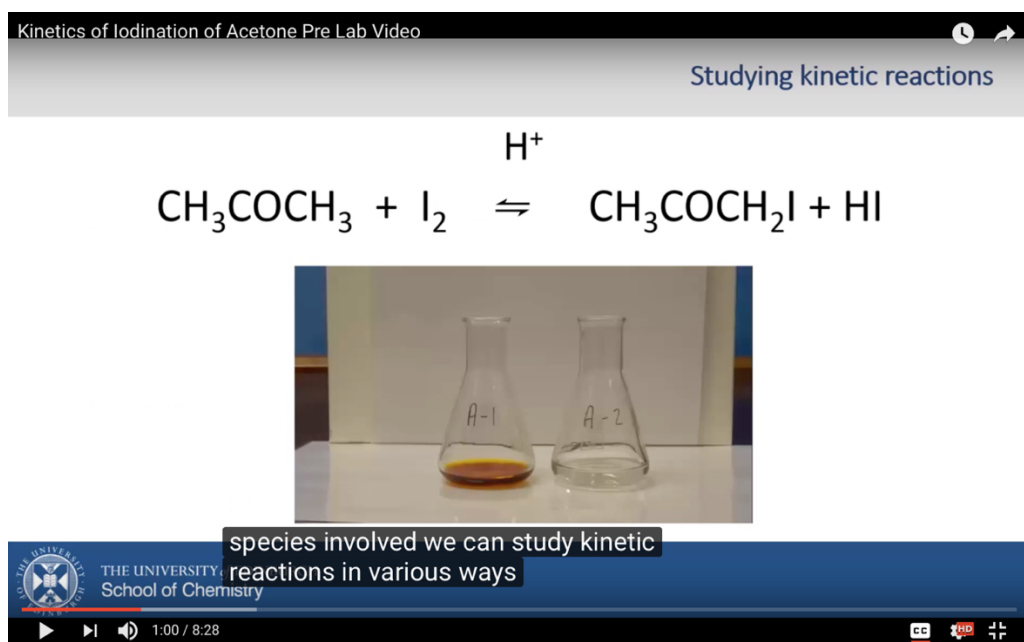 Kinetics of Iodination of Acetone Pre Lab Video
Studying kinetic reactions
H⁺
CH₃COCH₃ + I₂ ⇌ CH₃COCH₂I + HI
A-1
A-2
species involved we can study kinetic
reactions in various ways
THE UNIVERSITY
School of Chemistry
1:00 / 8:28
CC
HD